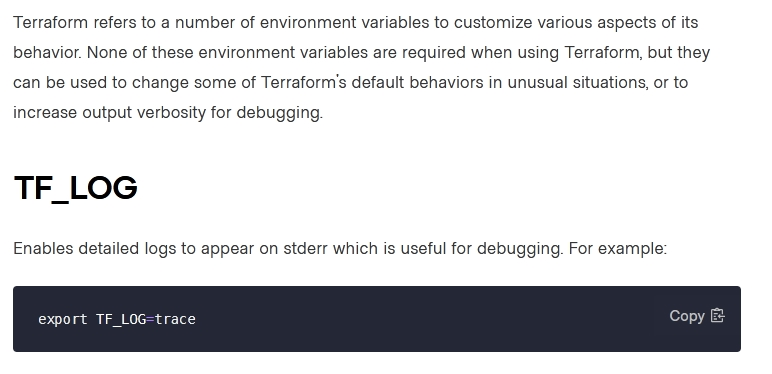 Terraform refers to a number of environment variables to customize various aspects of its
behavior. None of these environment variables are required when using Terraform, but they
can be used to change some of Terraform's default behaviors in unusual situations, or to
increase output verbosity for debugging.
TF_LOG
Enables detailed logs to appear on stderr which is useful for debugging. For example:
export TF_LOG=trace
Copy